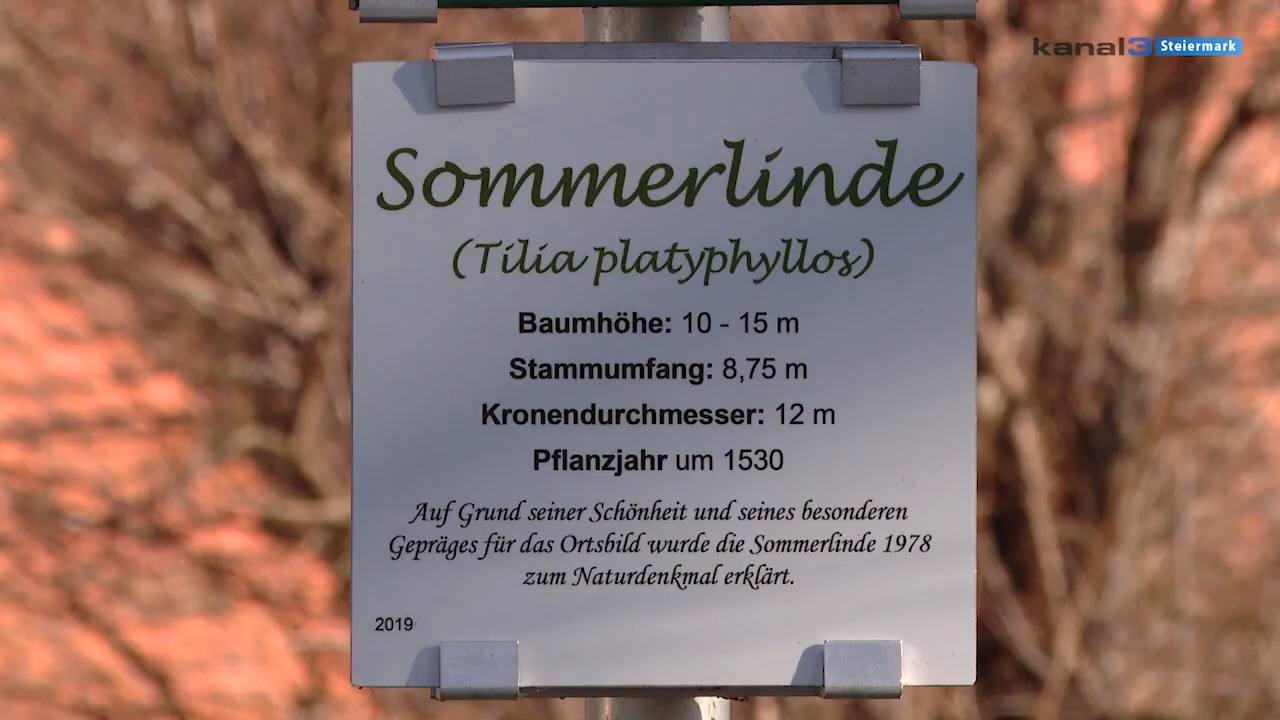 kanal3 Steiermark
Sommerlinde
(Tilia platyphyllos)
Baumhöhe: 10 - 15 m
Stammumfang: 8,75 m
Kronendurchmesser: 12 m
Pflanzjahr um 1530
Auf Grund seiner Schönheit und seines besonderen
Gepräges für das Ortsbild wurde die Sommerlinde 1978
zum Naturdenkmal erklärt.
2019